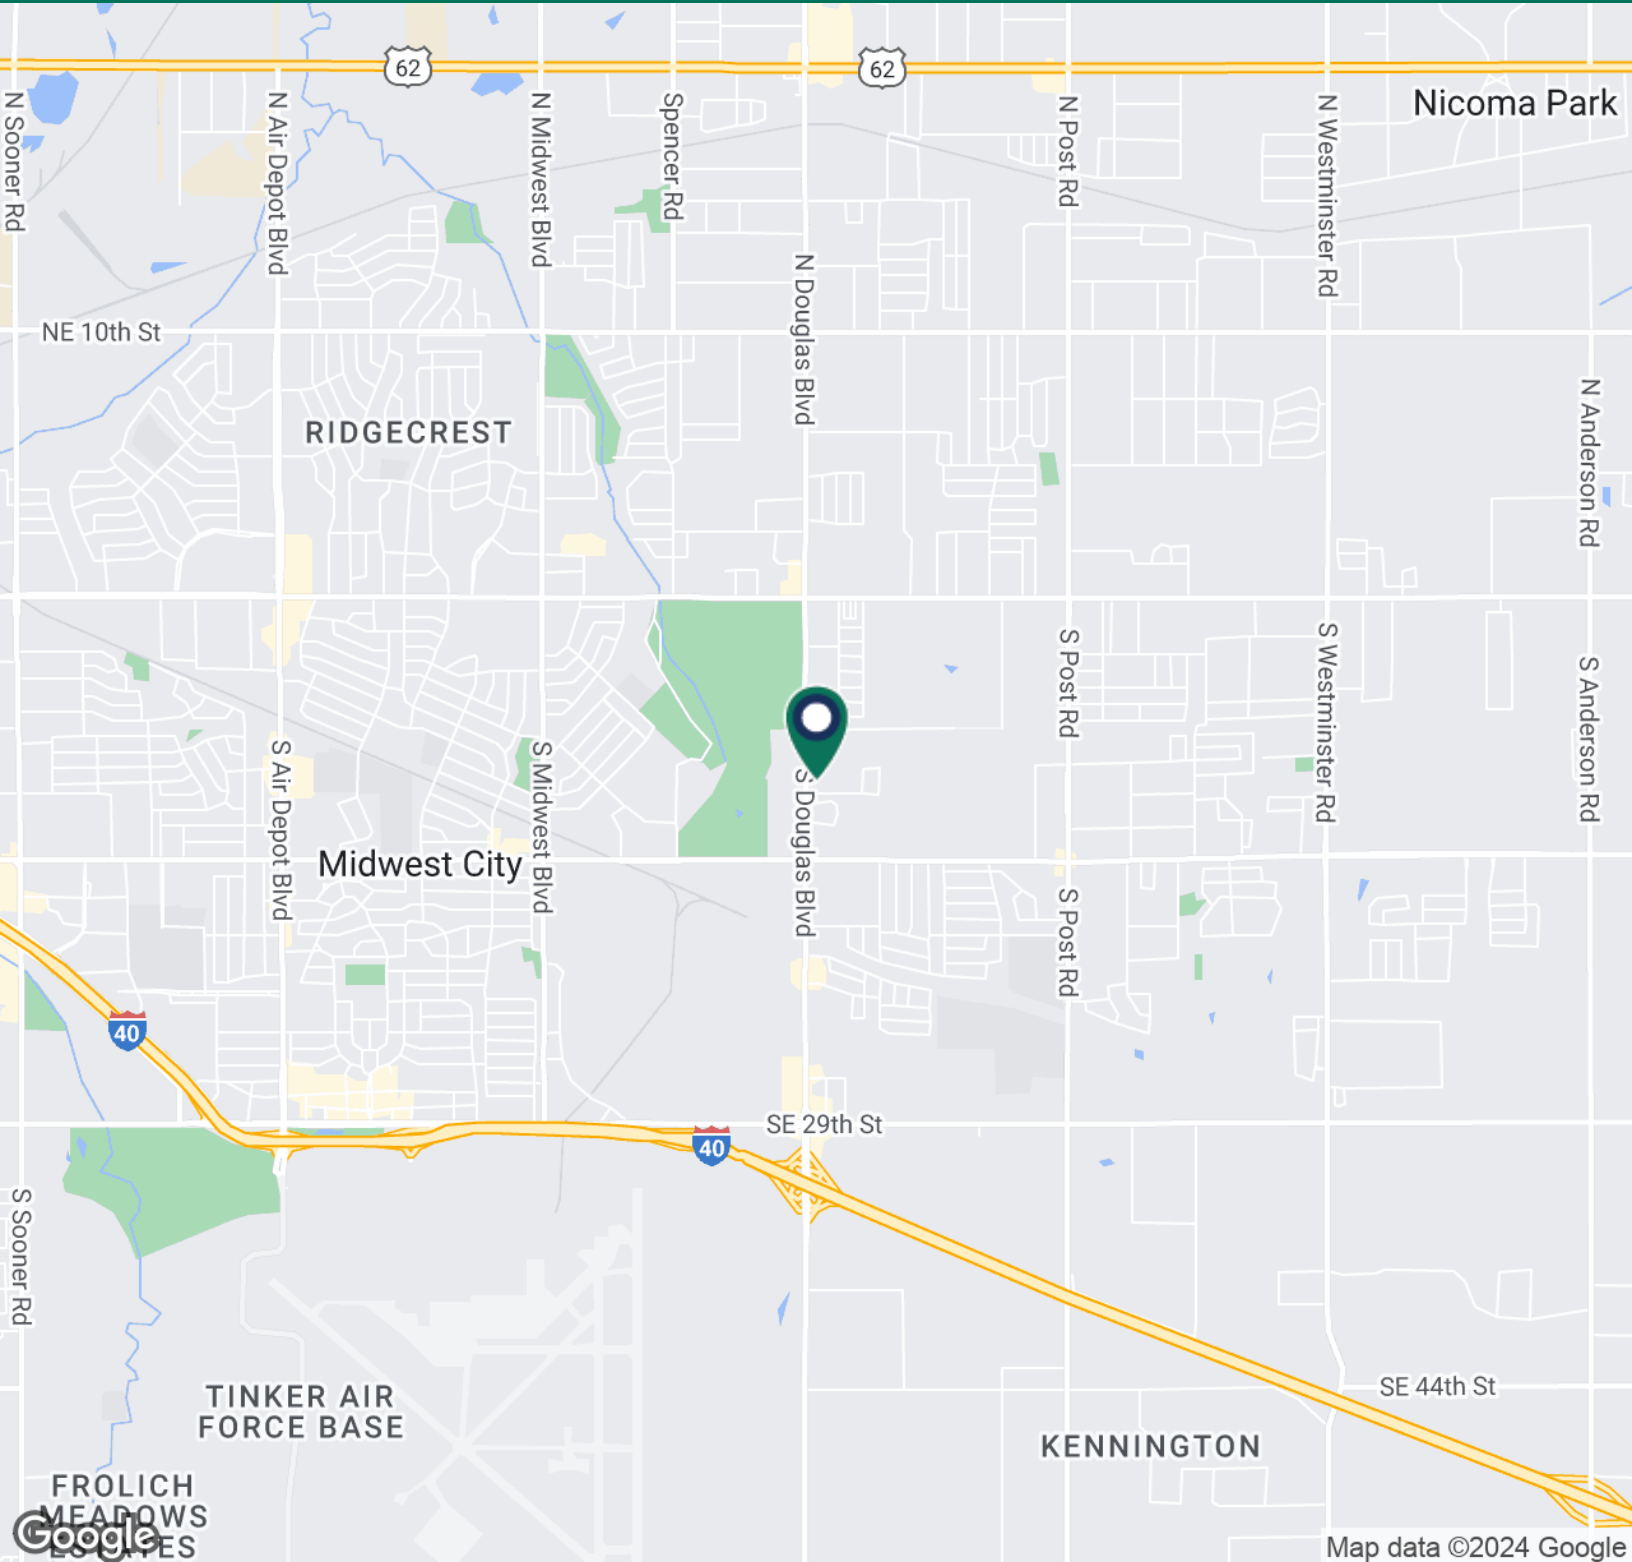 62
62
Nicoma Park
N Sooner Rd
N Air Depot Blvd
N Midwest Blvd
Spencer Rd
N Post Rd
N Westminster Rd
N Douglas Blvd
NE 10th St
RIDGECREST
N Anderson Rd
S Post Rd
S Westminster Rd
S Anderson Rd
S Air Depot Blvd
S Midwest Blvd
S Douglas Blvd
Midwest City
S Post Rd
40
SE 29th St
40
S Sooner Rd
TINKER AIR
FORCE BASE
SE 44th St
KENNINGTON
FROLICH
MEADOWS
ESTATES
Google
Map data ©2024 Google